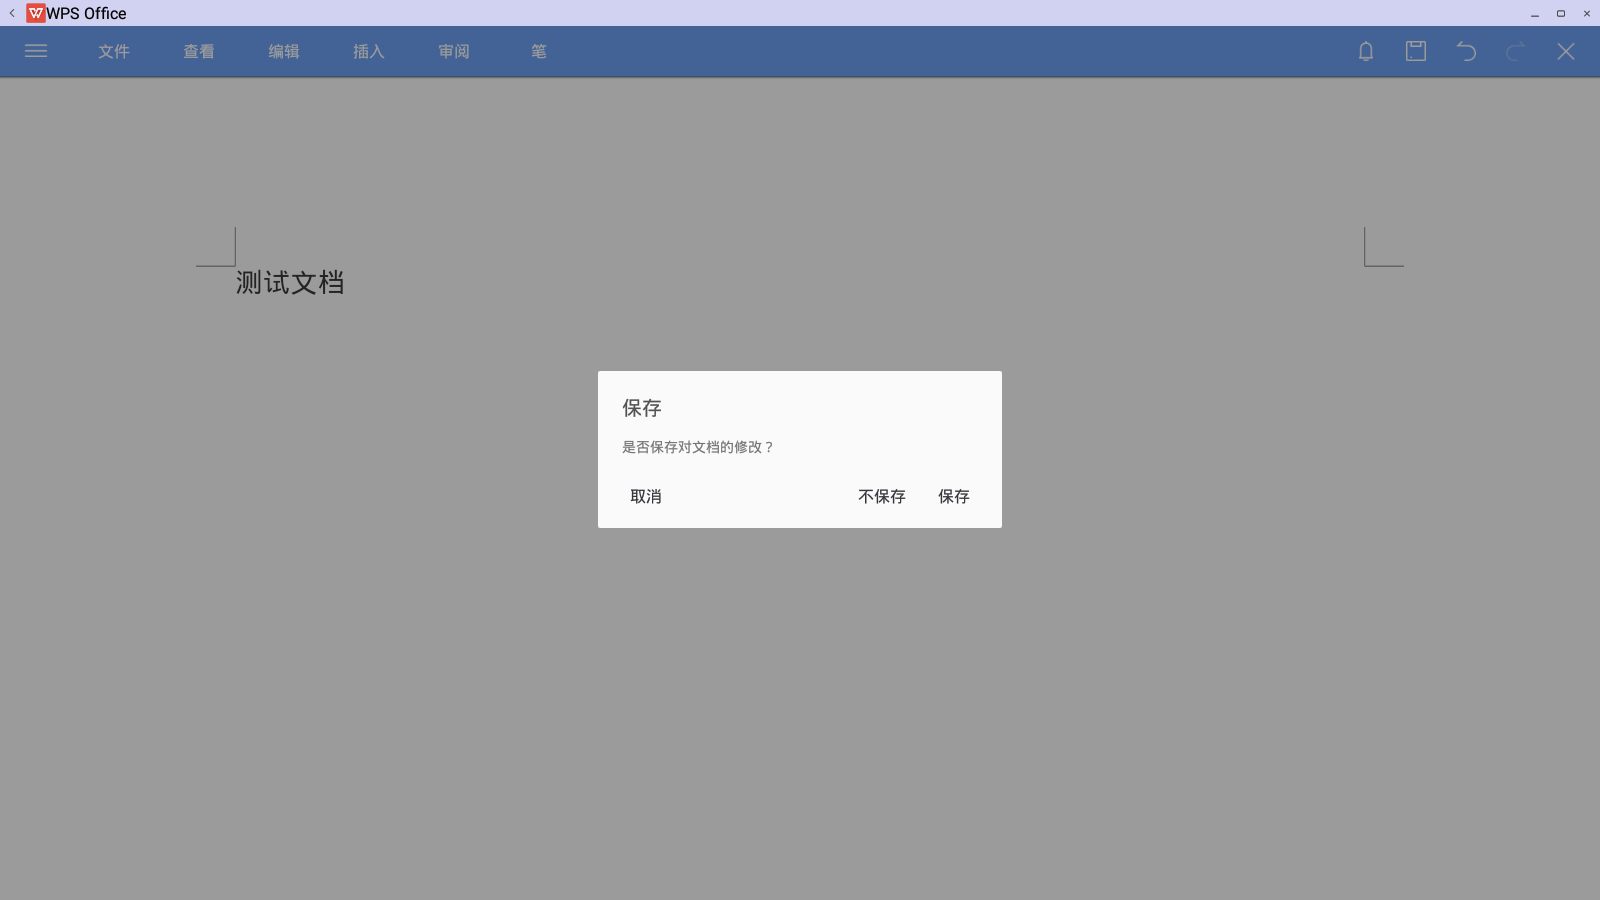 WPS Office
文件 查看 编辑 插入 审阅 笔
测试文档
保存
是否保存对文档的修改？
取消 不保存 保存